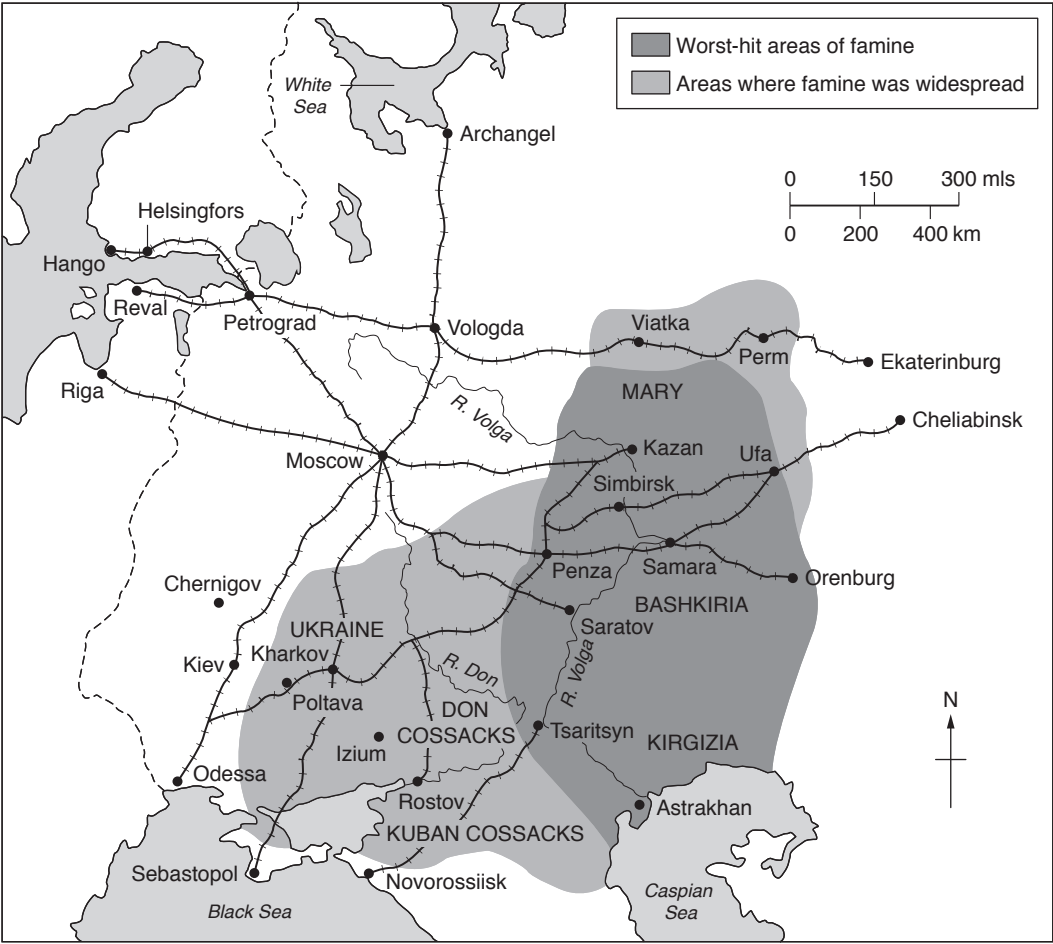 Worst-hit areas of famine
Areas where famine was widespread
White
Sea
Archangel
0 150 300 mls
0 200 400 km
Helsingfors
Hango
Reval
Petrograd
Vologda
Viatka
Perm
Ekaterinburg
Riga
MARY
R. Volga
Cheliabinsk
Moscow
Kazan
Ufa
Simbirsk
Penza
Samara
Orenburg
Chernigov
BASHKIRIA
Saratov
UKRAINE
Kharkov
Kiev
R. Don
R. Volga
Poltava
DON
COSSACKS
Izium
Tsaritsyn
KIRGIZIA
N
Odessa
Rostov
Astrakhan
KUBAN COSSACKS
Sebastopol
Novorossiisk
Black Sea
Caspian
Sea